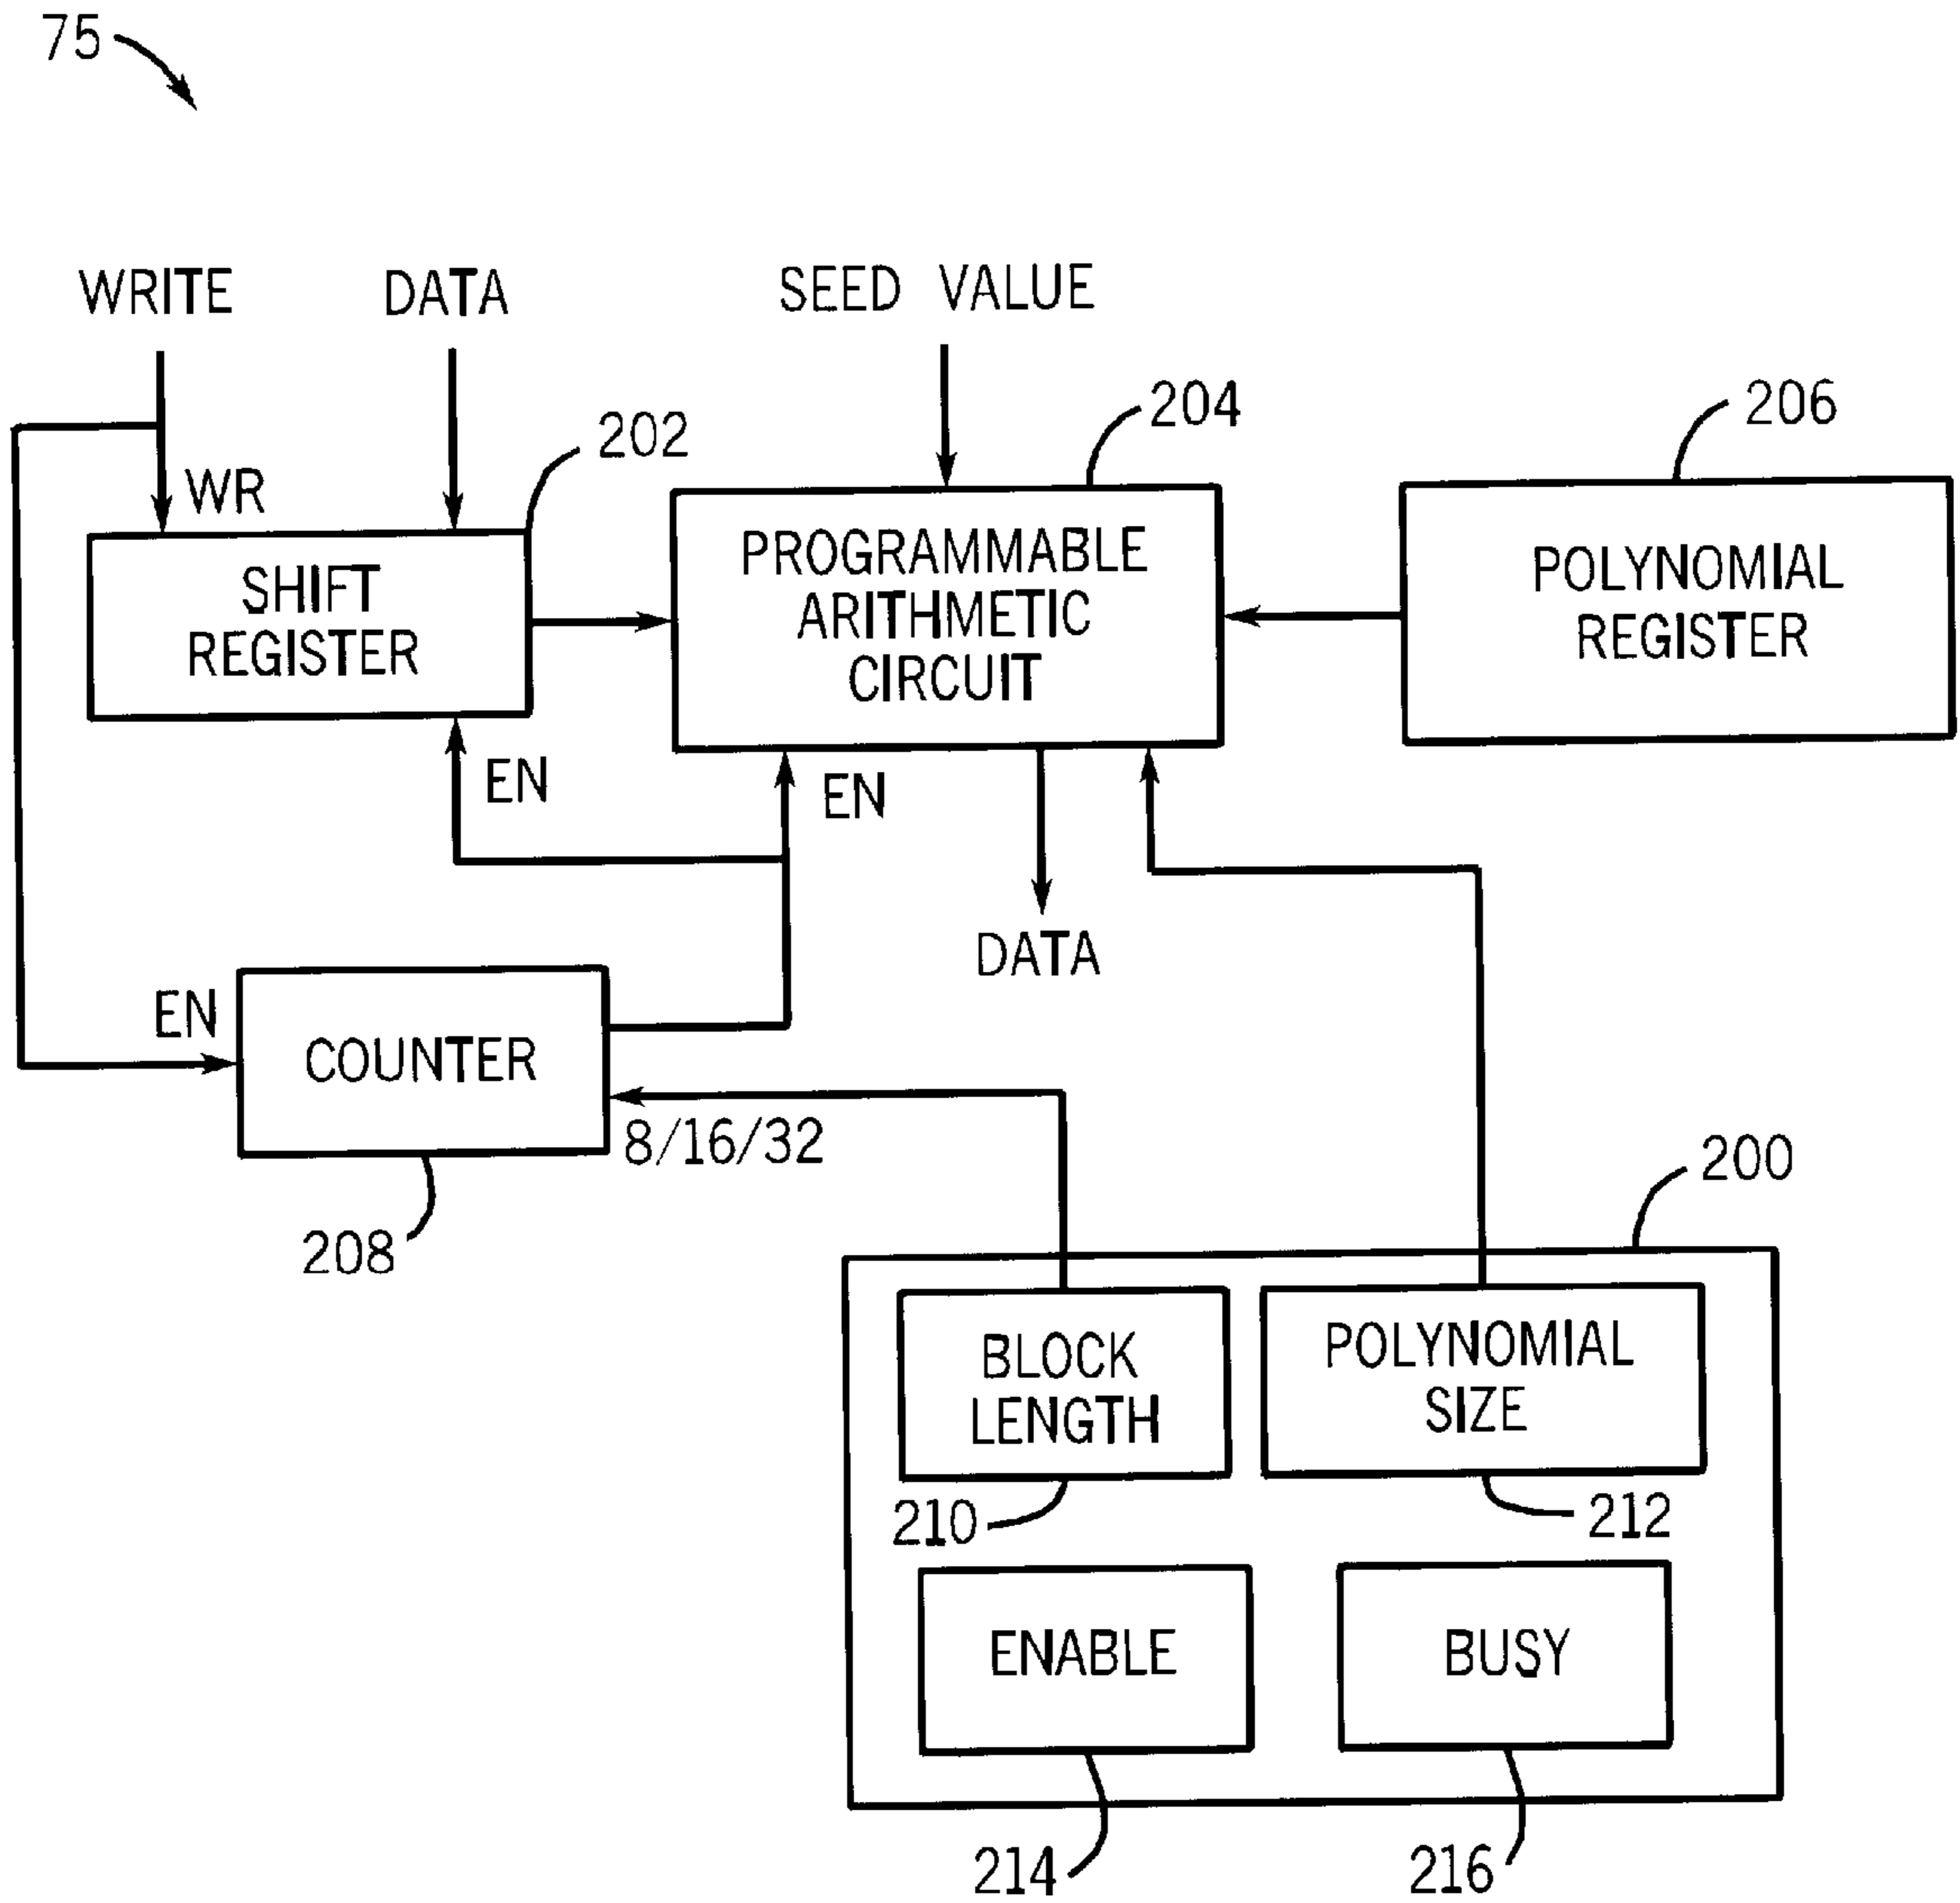 75
WRITE
DATA
SEED VALUE
204
206
202
WR
SHIFT
REGISTER
PROGRAMMABLE
ARITHMETIC
CIRCUIT
POLYNOMIAL
REGISTER
EN
EN
DATA
EN
COUNTER
8/16/32
208
200
BLOCK
LENGTH
POLYNOMIAL
SIZE
210
212
ENABLE
BUSY
214
216